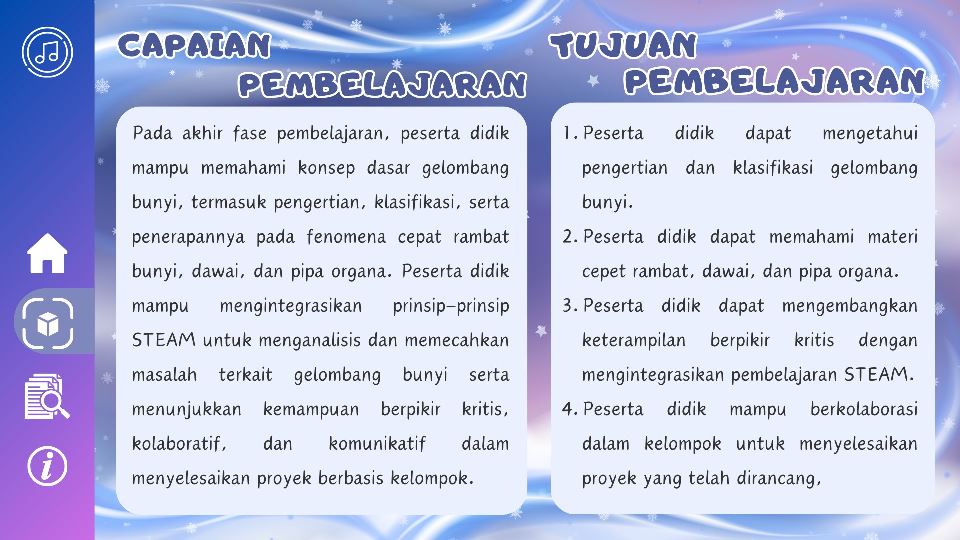 CAPAIAN
PEMBELAJARAN
Pada akhir fase pembelajaran, peserta didik
mampu memahami konsep dasar gelombang
bunyi, termasuk pengertian, klasifikasi, serta
penerapannya pada fenomena cepat rambat
bunyi, dawai, dan pipa organa. Peserta didik
mampu mengintegrasikan prinsip-prinsip
STEAM untuk menganalisis dan memecahkan
masalah terkait gelombang bunyi serta
menunjukkan kemampuan berpikir kritis,
kolaboratif, dan komunikatif dalam
menyelesaikan proyek berbasis kelompok.
TUJUAN
PEMBELAJARAN
1. Peserta didik dapat mengetahui
pengertian dan klasifikasi gelombang
bunyi.
2. Peserta didik dapat memahami materi
cepet rambat, dawai, dan pipa organa.
3. Peserta didik dapat mengembangkan
keterampilan berpikir kritis dengan
mengintegrasikan pembelajaran STEAM.
4. Peserta didik mampu berkolaborasi
dalam kelompok untuk menyelesaikan
proyek yang telah dirancang,